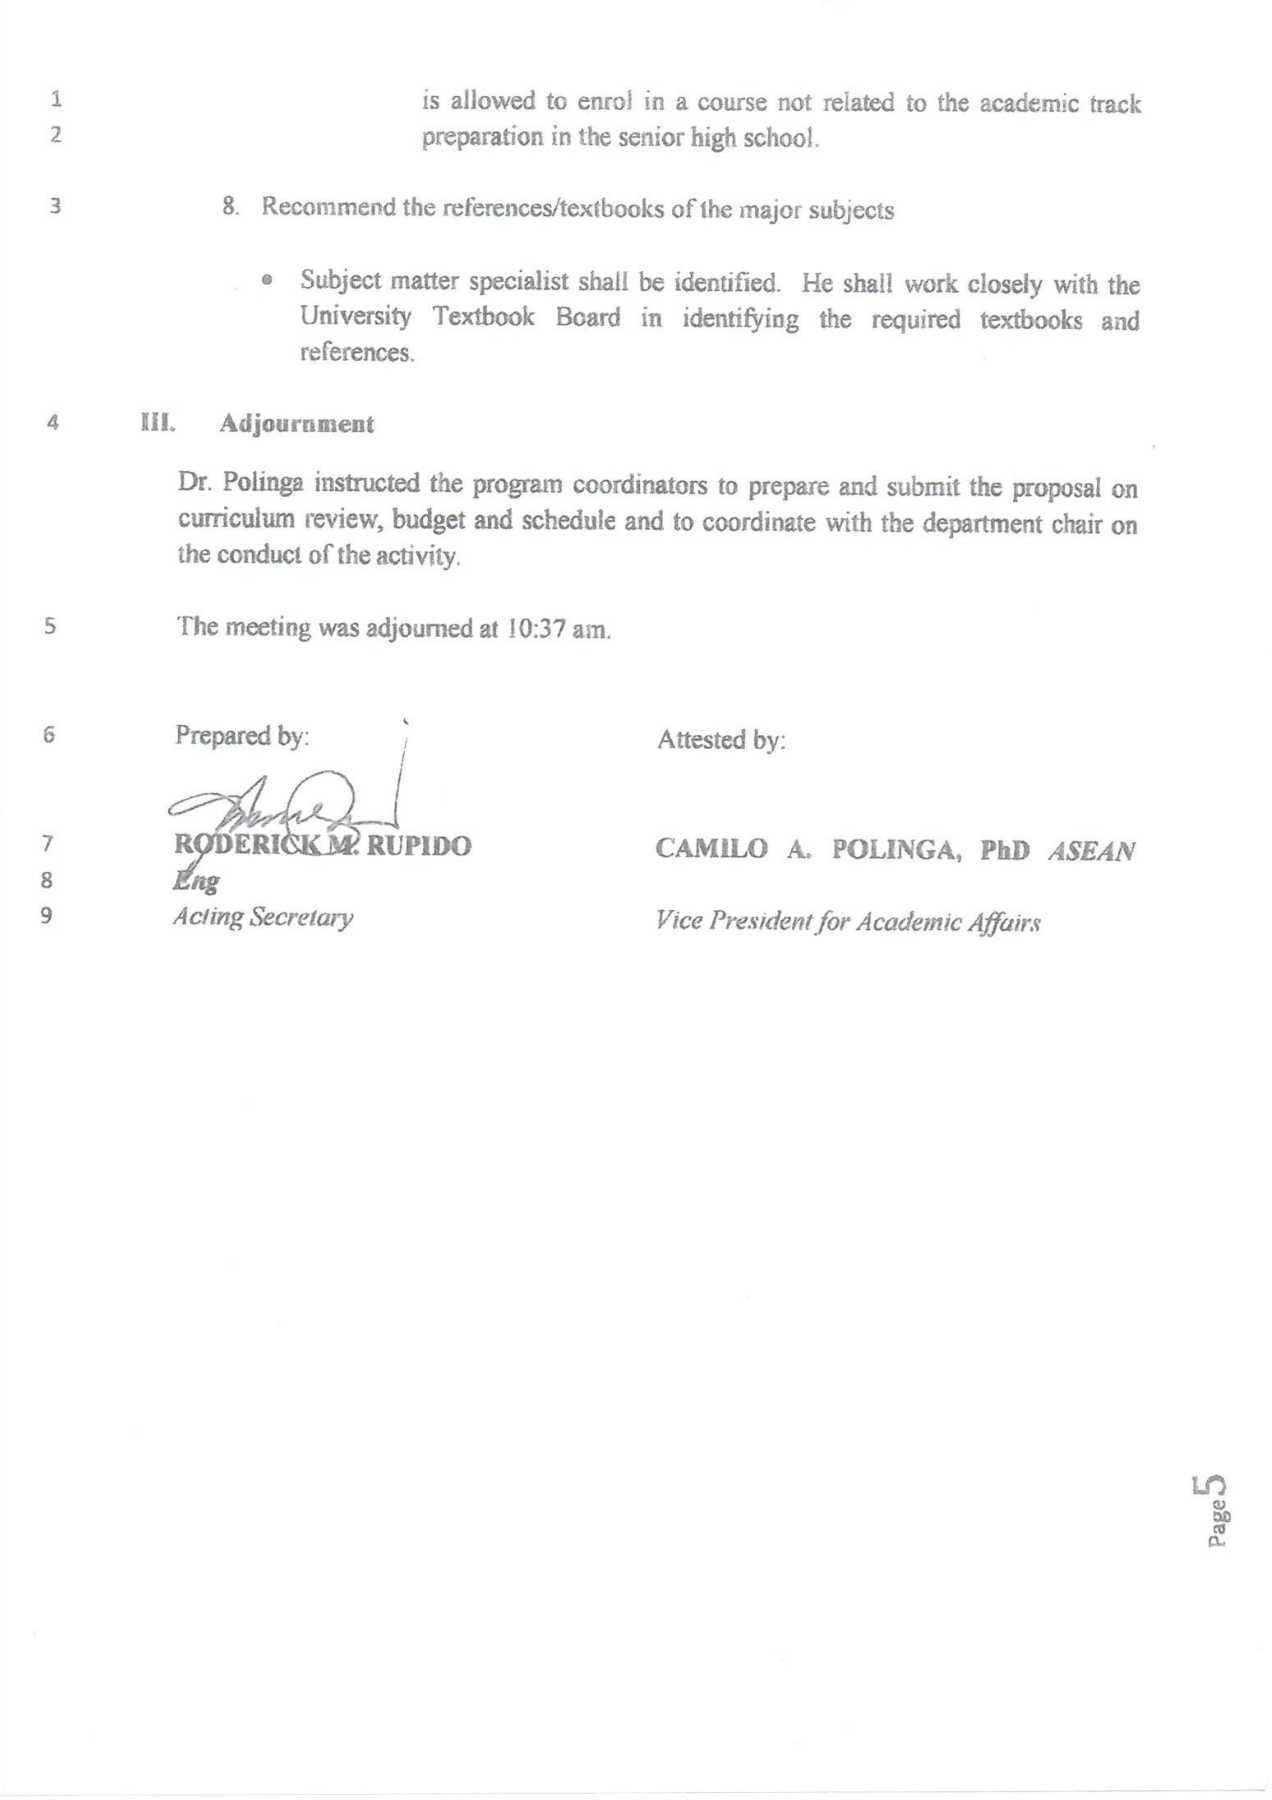 1 is allowed to enrol in a course not related to the academic track
2 preparation in the senior high school.
3 8. Recommend the references/textbooks of the major subjects
• Subject matter specialist shall be identified. He shall work closely with the
University Textbook Board in identifying the required textbooks and
references.
4 III. Adjournment
Dr. Polinga instructed the program coordinators to prepare and submit the proposal on
curriculum review, budget and schedule and to coordinate with the department chair on
the conduct of the activity.
5 The meeting was adjourned at 10:37 am.
6 Prepared by: Attested by:
7 RODERICK M. RUPIDO CAMILO A. POLINGA, PhD ASEAN
8 Eng
9 Acting Secretary Vice President for Academic Affairs
Page 5